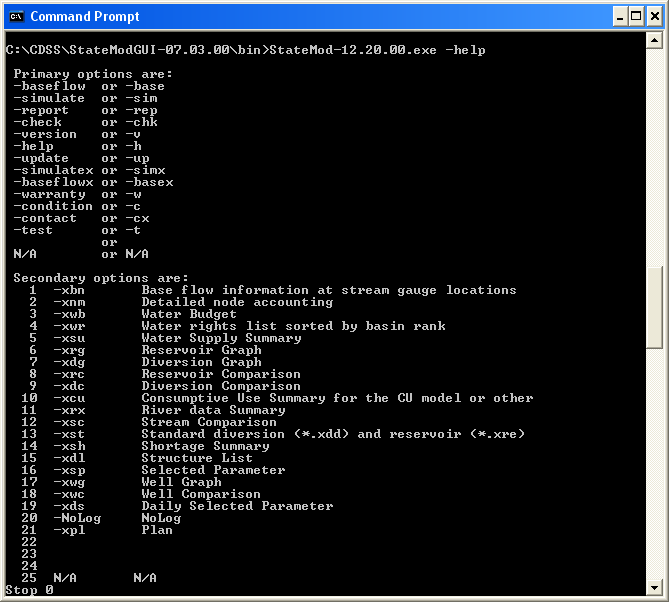 Command Prompt
C:\CDSS\StateModGUI-07.03.00\bin>StateMod-12.20.00.exe -help
Primary options are:
-baseflow or -base
-simulate or -sim
-report or -rep
-check or -chk
-version or -v
-help or -h
-update or -up
-simulatex or -simx
-baseflowx or -basex
-warranty or -w
-condition or -c
-contact or -cx
-test or -t
or
N/A or N/A
Secondary options are:
1 -xbn Base flow information at stream gauge locations
2 -xnm Detailed node accounting
3 -xwb Water Budget
4 -xwr Water rights list sorted by basin rank
5 -xsu Water Supply Summary
6 -xrg Reservoir Graph
7 -xdg Diversion Graph
8 -xrc Reservoir Comparison
9 -xdc Diversion Comparison
10 -xcu Consumptive Use Summary for the CU model or other
11 -xrx River data Summary
12 -xsc Stream Comparison
13 -xst Standard diversion (*.xdd) and reservoir (*.xre)
14 -xsh Shortage Summary
15 -xdl Structure List
16 -xsp Selected Parameter
17 -xwg Well Graph
18 -xwc Well Comparison
19 -xds Daily Selected Parameter
20 -NoLog NoLog
21 -xpl Plan
22
23
24
25 N/A N/A
Stop 0